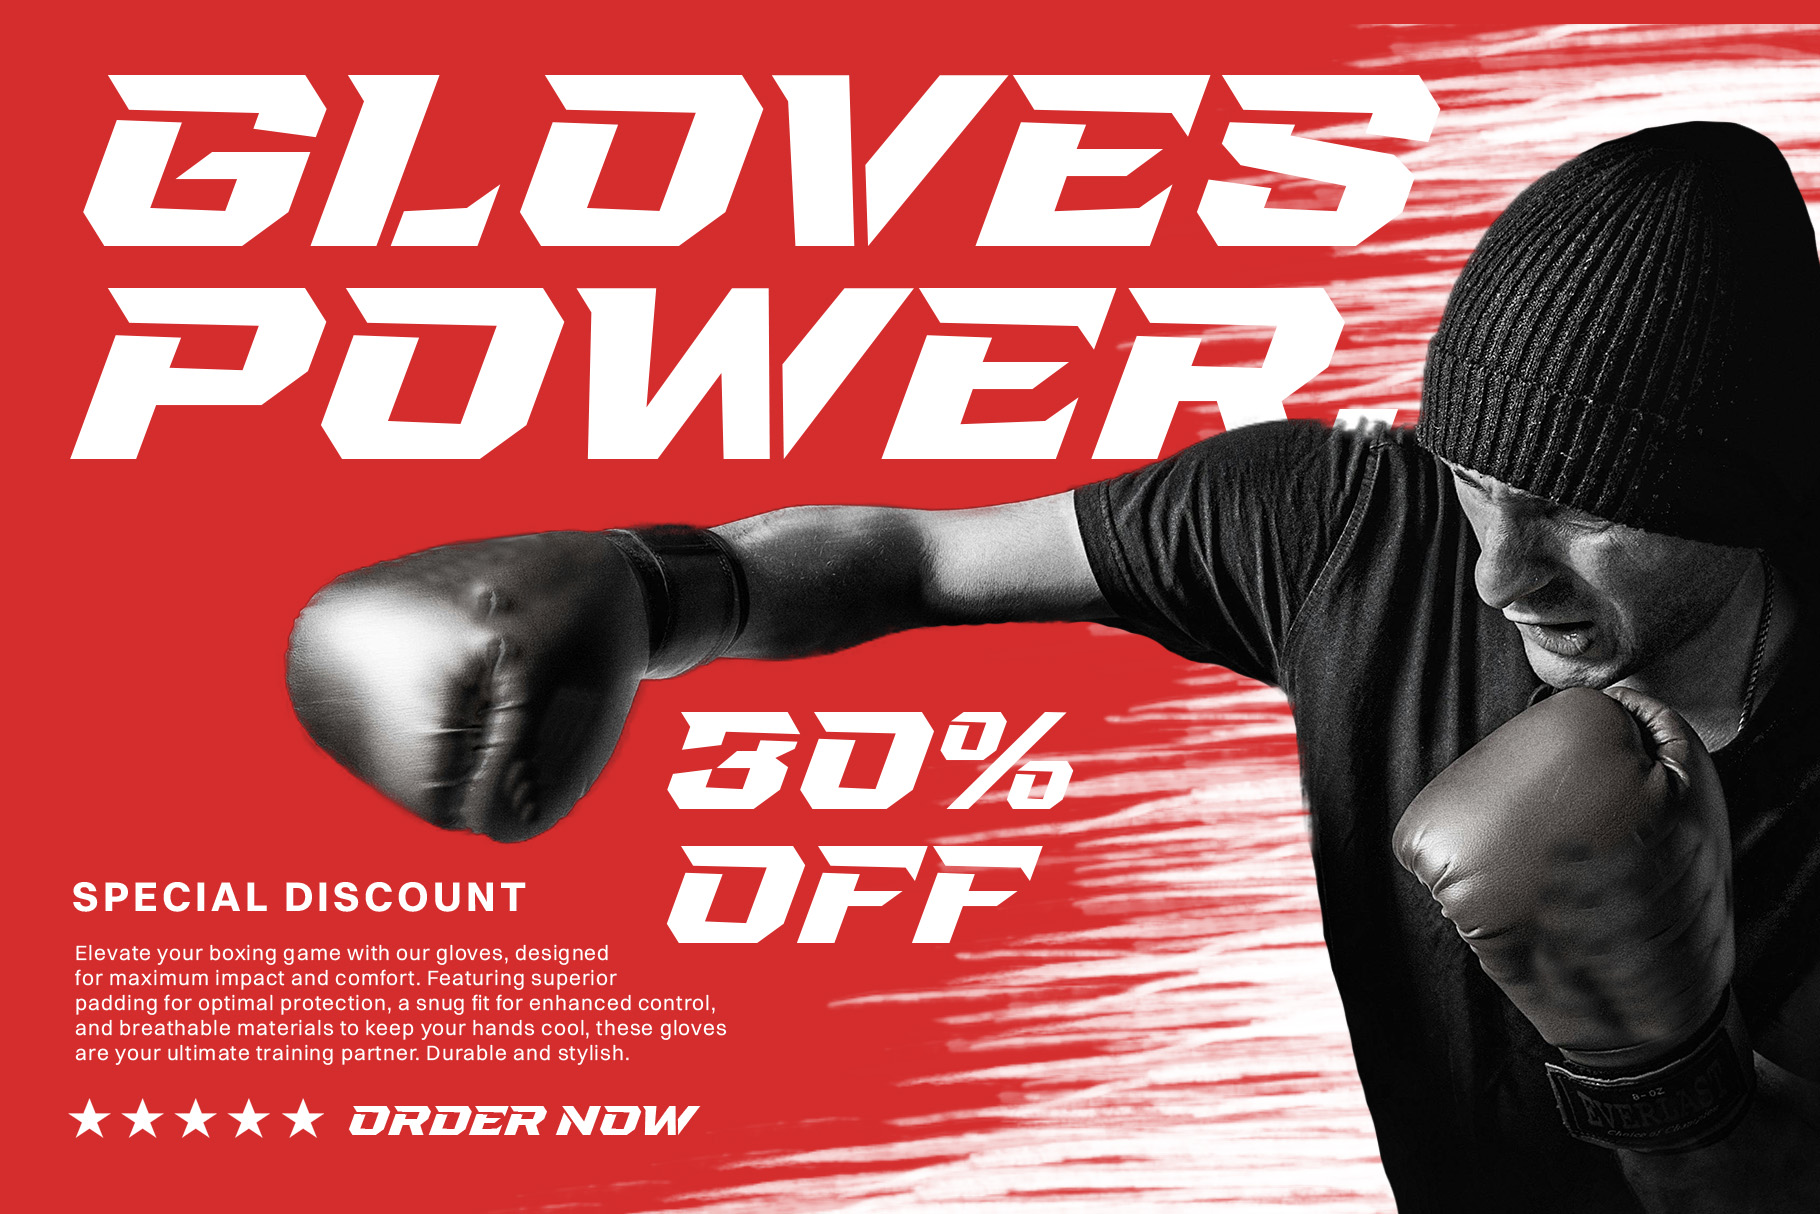 GLOVES
POWER.
30%
OFF
SPECIAL DISCOUNT
Elevate your boxing game with our gloves, designed
for maximum impact and comfort. Featuring superior
padding for optimal protection, a snug fit for enhanced control,
and breathable materials to keep your hands cool, these gloves
are your ultimate training partner. Durable and stylish.
ORDER NOW
8-OZ
EVERLAST